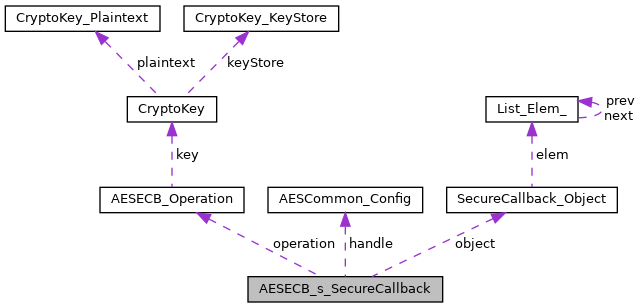 CryptoKey_Plaintext
CryptoKey_KeyStore
plaintext
keyStore
CryptoKey
List_Elem_
prev
next
key
elem
AESECB_Operation
AESCommon_Config
SecureCallback_Object
operation
handle
object
AESECB_s_SecureCallback